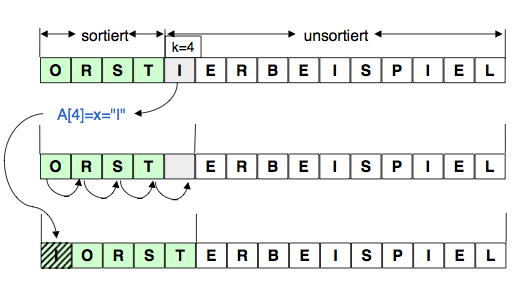 sortiert unsortiert
k=4
O R S T I E R B E I S P I E L
A[4]=x="I"
O R S T E R B E I S P I E L
I O R S T E R B E I S P I E L